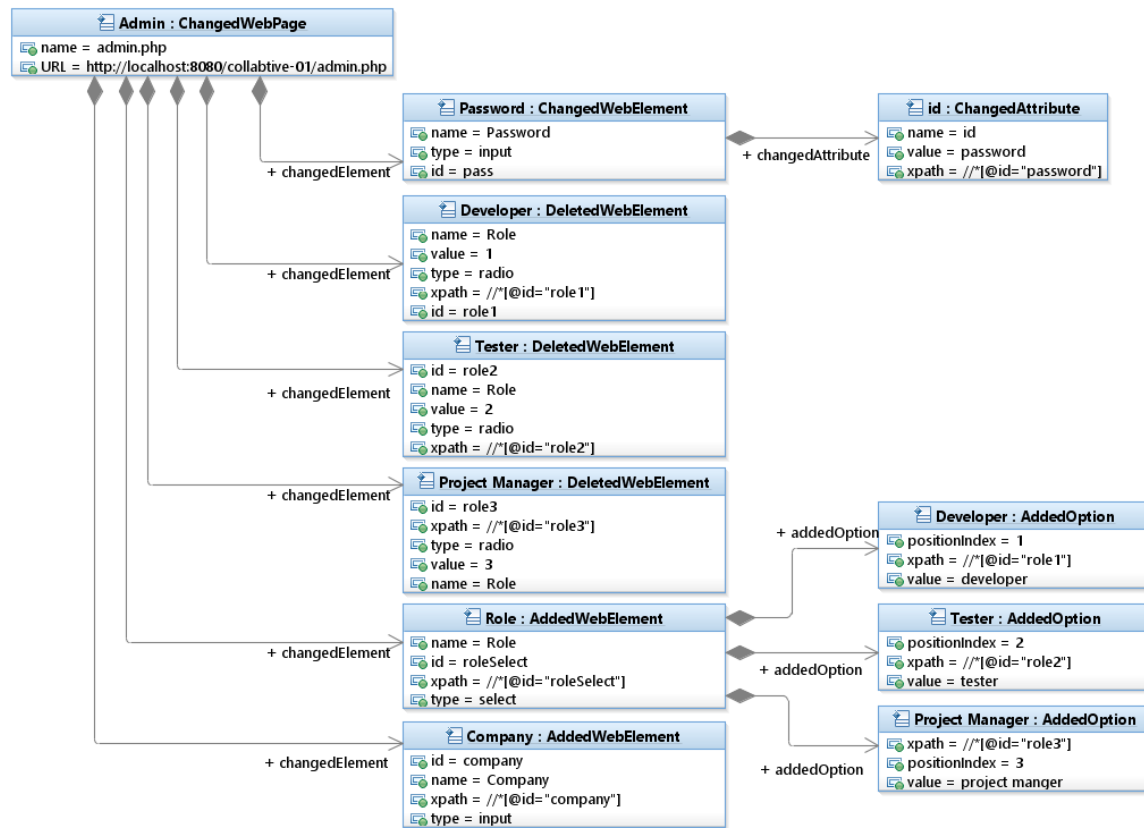 Admin : ChangedWebPage
name = admin.php
URL = http://localhost:8080/collabtive-01/admin.php
Password : ChangedWebElement
name = Password
type = input
id = pass
+ changedElement
id : ChangedAttribute
name = id
value = password
xpath = //*[@id="password"]
+ changedAttribute
Developer : DeletedWebElement
name = Role
value = 1
type = radio
xpath = //*[@id="role1"]
id = role1
+ changedElement
Tester : DeletedWebElement
id = role2
name = Role
value = 2
type = radio
xpath = //*[@id="role2"]
+ changedElement
Project Manager : DeletedWebElement
id = role3
xpath = //*[@id="role3"]
type = radio
value = 3
name = Role
+ changedElement
Role : AddedWebElement
name = Role
id = roleSelect
xpath = //*[@id="roleSelect"]
type = select
+ changedElement
+ addedOption
Developer : AddedOption
positionIndex = 1
xpath = //*[@id="role1"]
value = developer
+ addedOption
Tester : AddedOption
positionIndex = 2
xpath = //*[@id="role2"]
value = tester
+ addedOption
Project Manager : AddedOption
xpath = //*[@id="role3"]
positionIndex = 3
value = project manger
Company : AddedWebElement
id = company
name = Company
xpath = //*[@id="company"]
type = input
+ changedElement